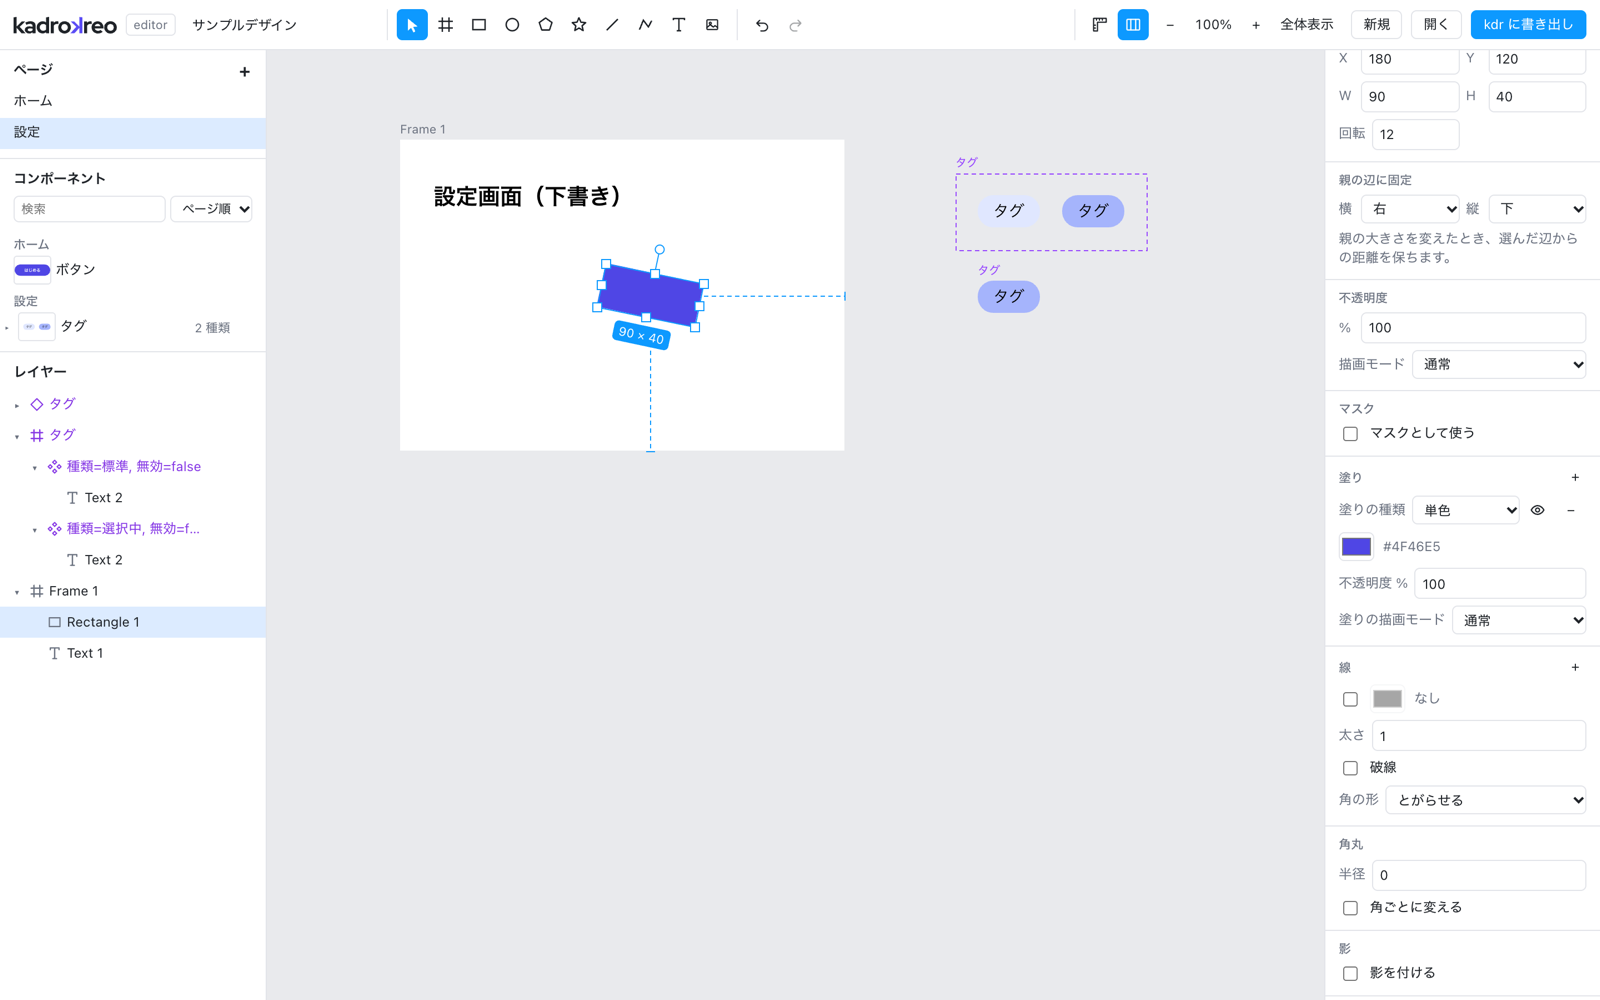 kadrokreo editor サンプルデザイン
100% 全体表示 新規 開く kdr に書き出し
ページ
ホーム
設定
コンポーネント
検索 ページ順
ホーム
はじめる ボタン
設定
タグ 2 種類
レイヤー
タグ
タグ
種類=標準, 無効=false
Text 2
種類=選択中, 無効=f...
Text 2
Frame 1
Rectangle 1
Text 1
Frame 1
設定画面（下書き）
90 × 40
タグ
タグ タグ
タグ
タグ
X 180 Y 120
W 90 H 40
回転 12
親の辺に固定
横 右 縦 下
親の大きさを変えたとき、選んだ辺から
の距離を保ちます。
不透明度
% 100
描画モード 通常
マスク
マスクとして使う
塗り
塗りの種類 単色
#4F46E5
不透明度 % 100
塗りの描画モード 通常
線
なし
太さ 1
破線
角の形 とがらせる
角丸
半径 0
角ごとに変える
影
影を付ける